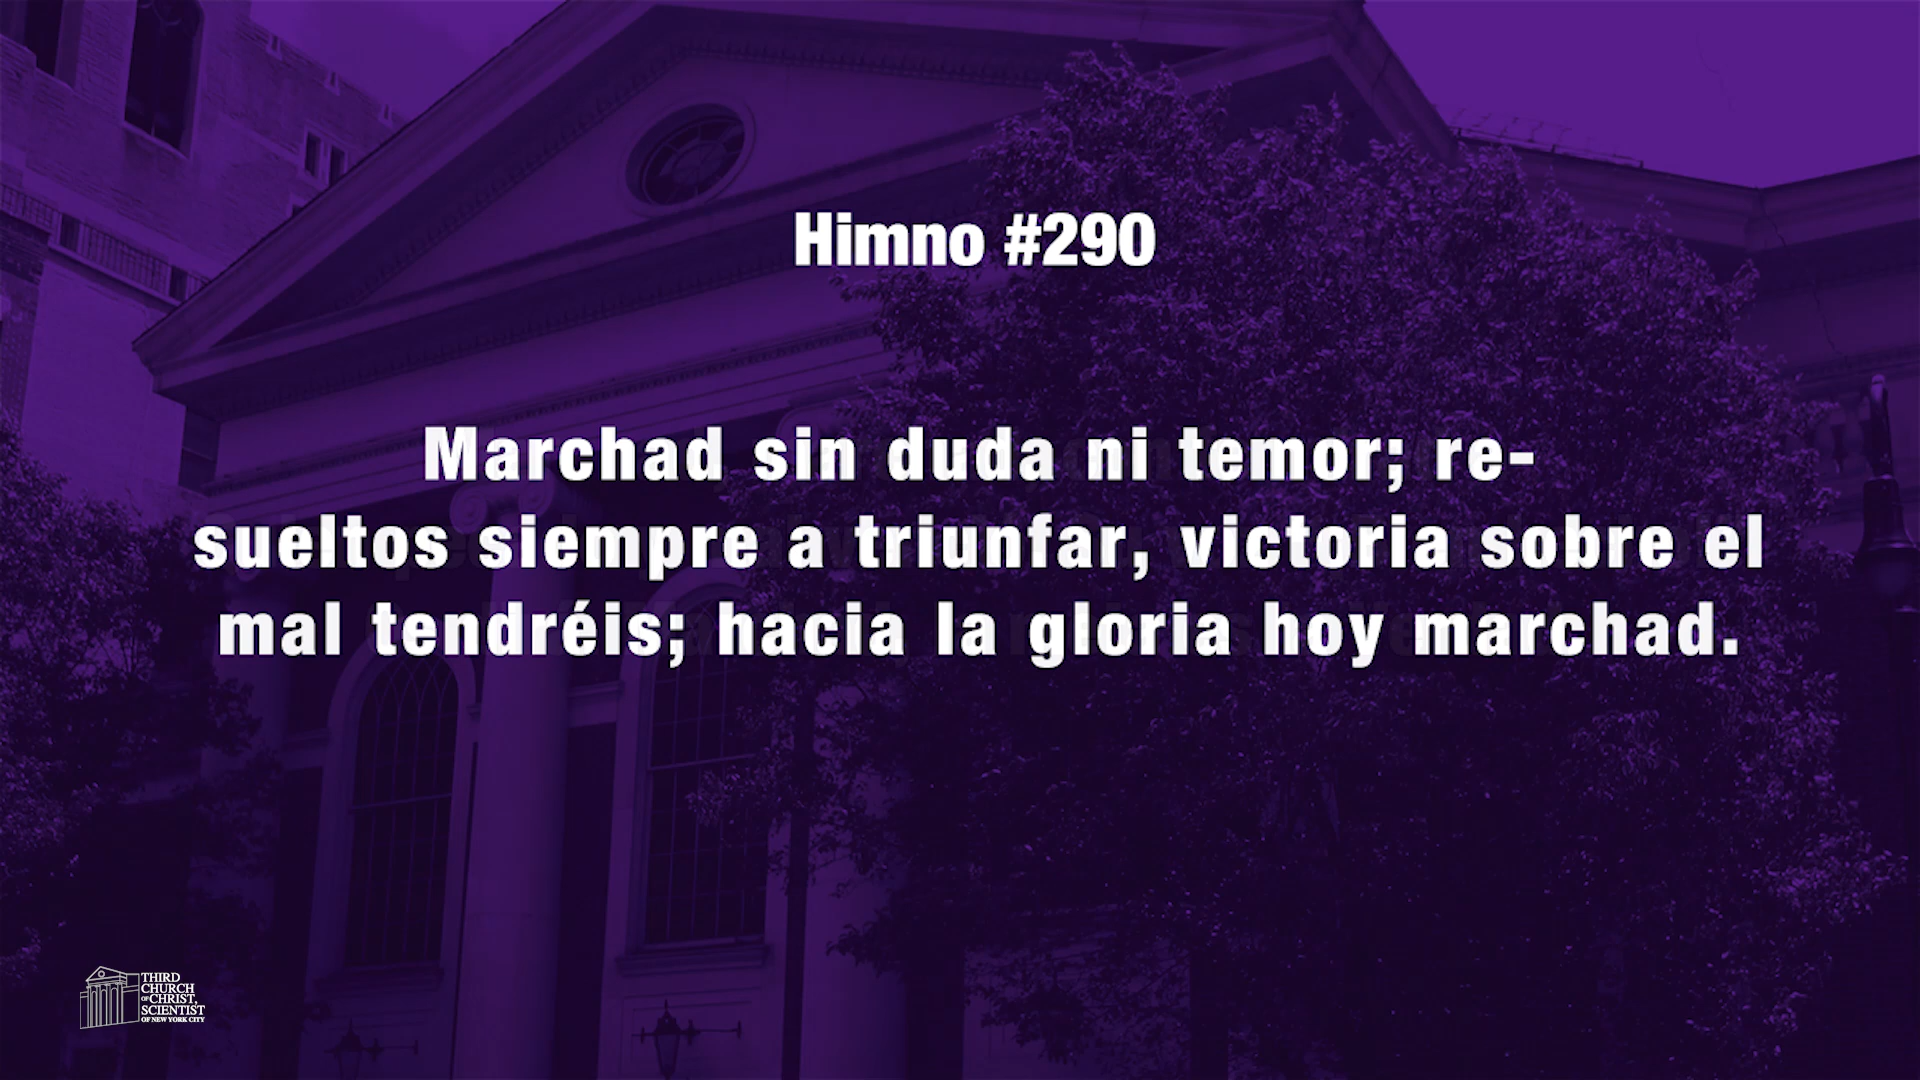 Himno #290
Marchad sin duda ni temor; re-
sueltos siempre a triunfar, victoria sobre el
mal tendréis; hacia la gloria hoy marchad.
THIRD
CHURCH
OF CHRIST,
SCIENTIST
OF NEW YORK CITY